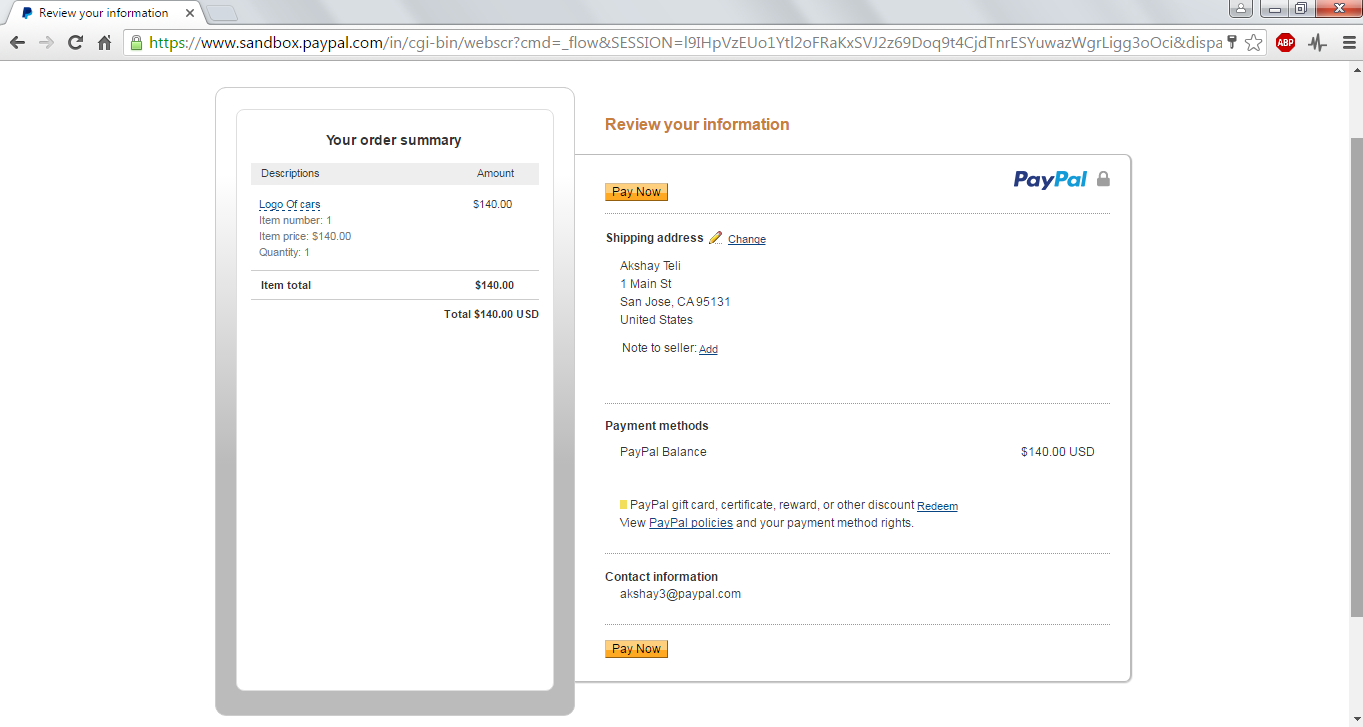 Review your information
https://www.sandbox.paypal.com/in/cgi-bin/webscr?cmd=_flow&SESSION=l9IHpVzEUo1Ytl2oFRaKxSVJ2z69Doq9t4CjdTnrESYuwazWgrLigg3oOci&dispa
ABP
Your order summary
Descriptions Amount
Logo Of cars $140.00
Item number: 1
Item price: $140.00
Quantity: 1
Item total $140.00
Total $140.00 USD
Review your information
PayPal
Pay Now
Shipping address Change
Akshay Teli
1 Main St
San Jose, CA 95131
United States
Note to seller: Add
Payment methods
PayPal Balance $140.00 USD
PayPal gift card, certificate, reward, or other discount Redeem
View PayPal policies and your payment method rights.
Contact information
akshay3@paypal.com
Pay Now